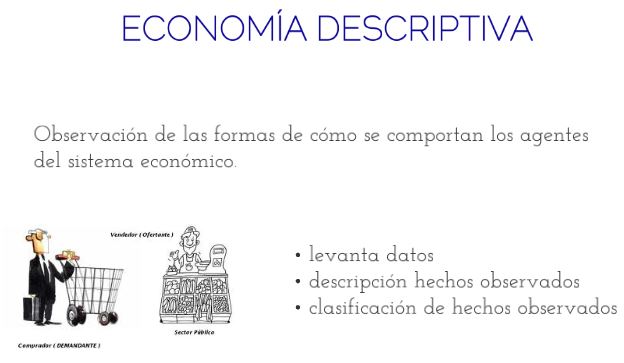 ECONOMÍA DESCRIPTIVA
Observación de las formas de cómo se comportan los agentes
del sistema económico.
Vendedor ( Ofertante )
Sector Público
Comprador ( DEMANDANTE )
• levanta datos
• descripción hechos observados
• clasificación de hechos observados